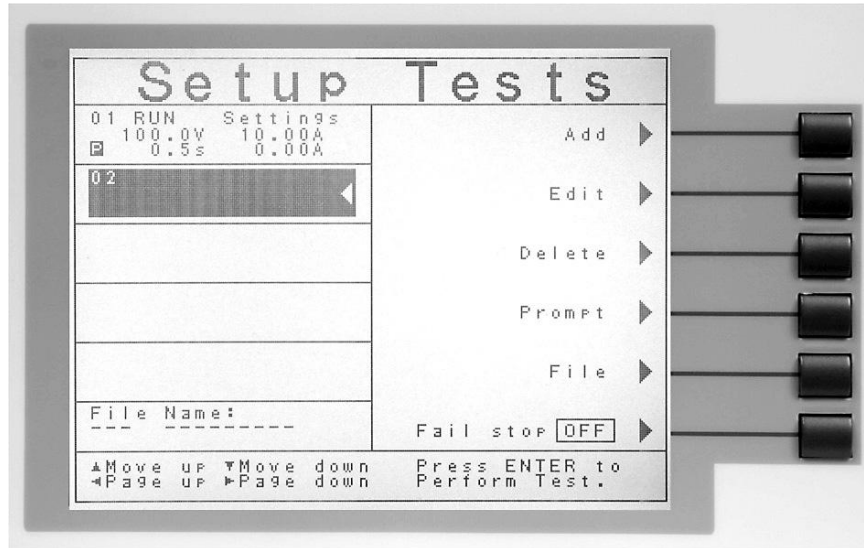 Setup Tests
01 RUN Settings
100.0V 10.00A
P 0.5s 0.00A
02
Add
Edit
Delete
Prompt
File
File Name:
--- ---------
Fail stop OFF
▲Move up ▼Move down
◄Page up ►Page down
Press ENTER to
Perform Test.